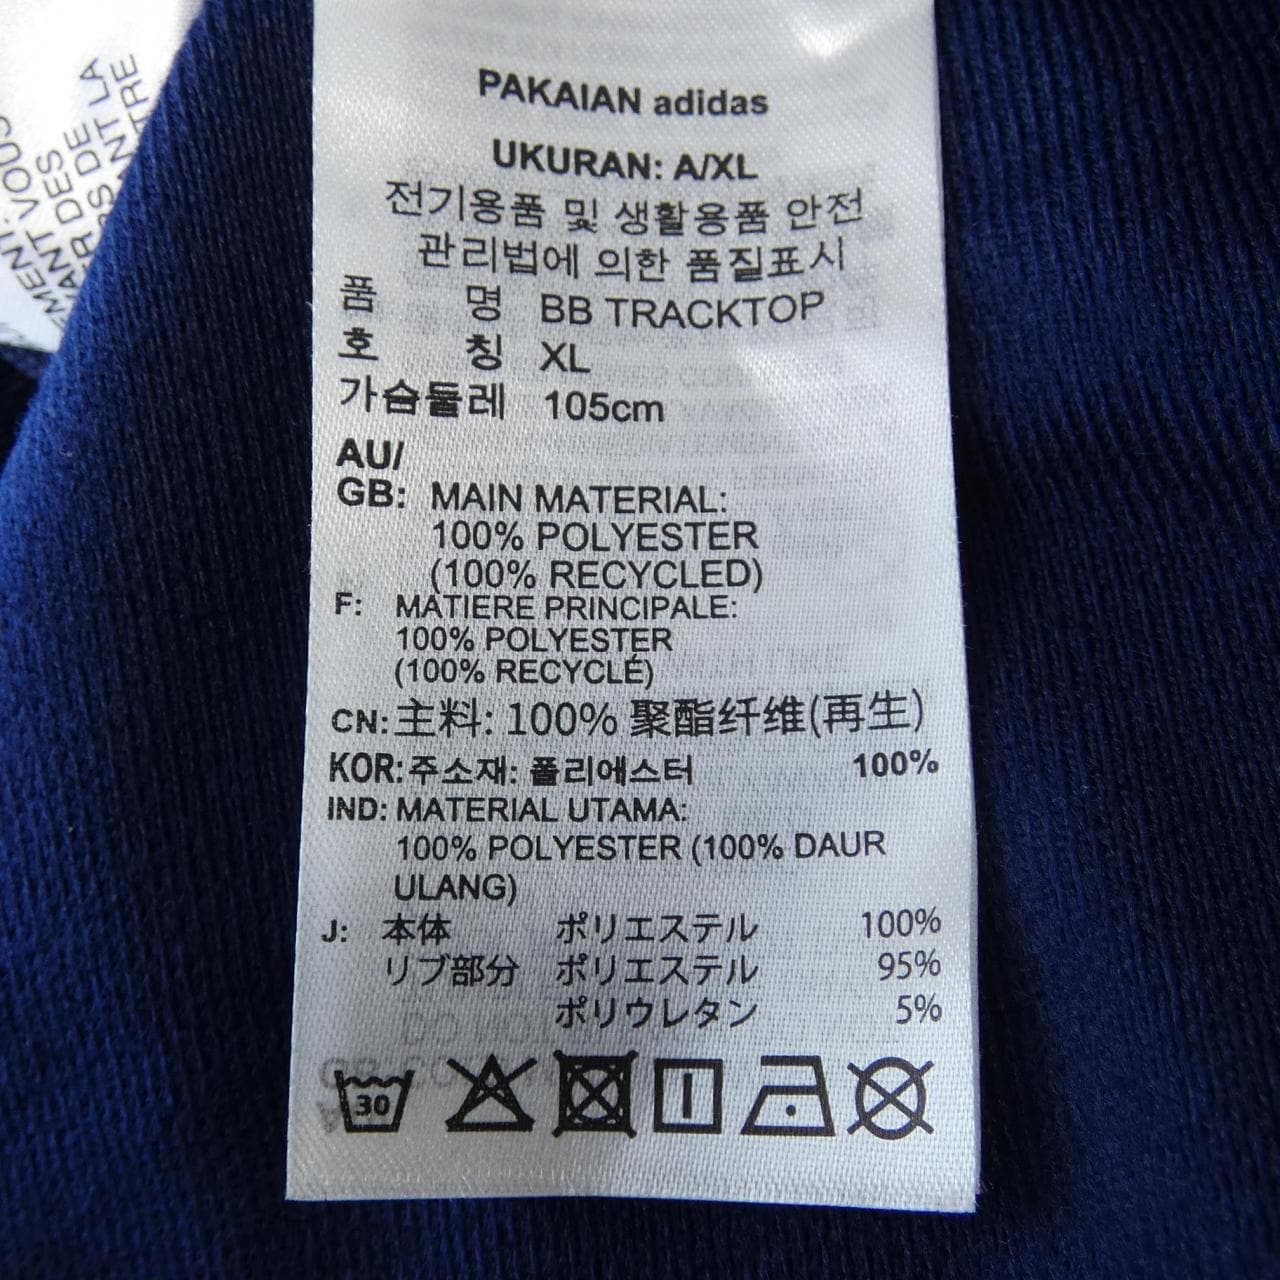 PAKAIAN adidas
UKURAN: A/XL
전기용품 및 생활용품 안전
관리법에 의한 품질표시
품 명 BB TRACKTOP
호 칭 XL
가슴둘레 105cm
AU/
GB: MAIN MATERIAL:
100% POLYESTER
(100% RECYCLED)
F: MATIERE PRINCIPALE:
100% POLYESTER
(100% RECYCLÉ)
CN: 主料: 100% 聚酯纤维(再生)
KOR: 주소재: 폴리에스터 100%
IND: MATERIAL UTAMA:
100% POLYESTER (100% DAUR
ULANG)
J: 本体 ポリエステル 100%
リブ部分 ポリエステル 95%
ポリウレタン 5%
30
VOUS
DES
DE LA